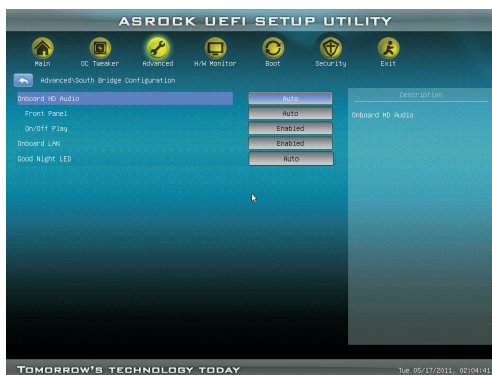 ASROCK UEFI SETUP UTILITY
Main OC Tweaker Advanced H/W Monitor Boot Security Exit
Advanced\South Bridge Configuration
Description
Onboard HD Audio Auto
Front Panel Auto
Onboard HD Audio
On/Off Play Enabled
Onboard LAN Enabled
Good Night LED Auto
TOMORROW'S TECHNOLOGY TODAY
Tue 05/17/2011, 02:04:41